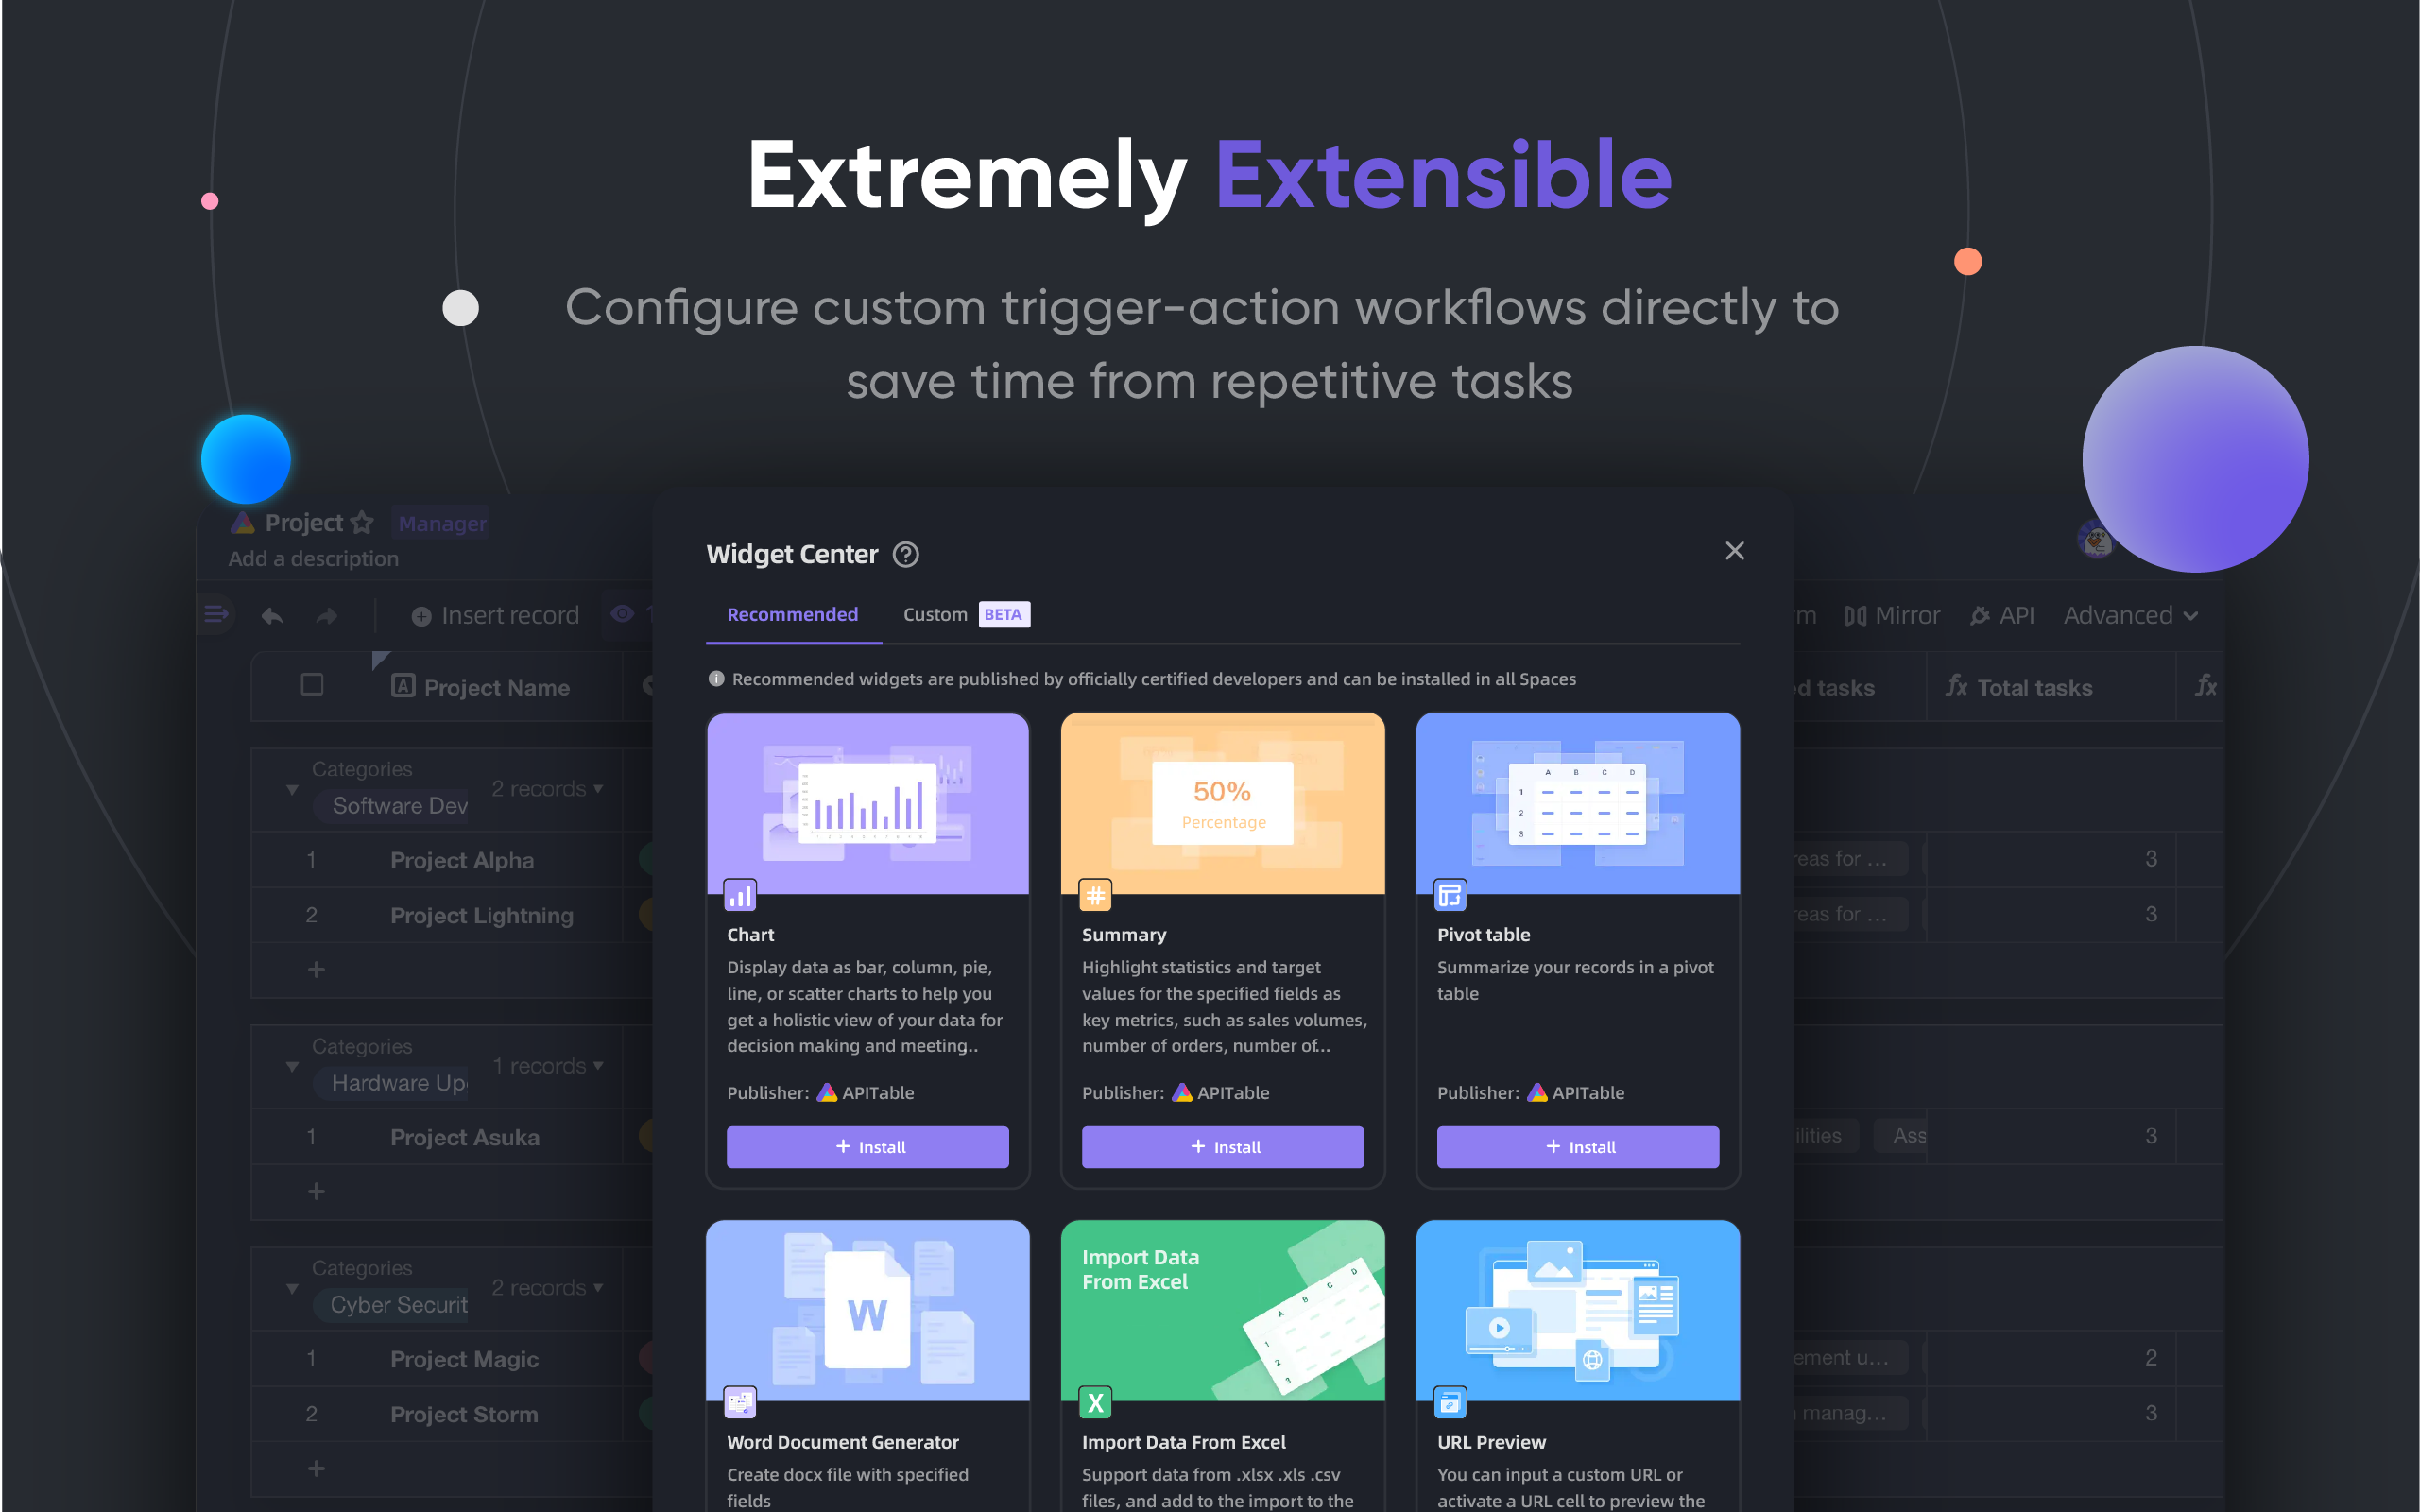 Extremely Extensible
Configure custom trigger-action workflows directly to
save time from repetitive tasks
Project
Manager
Add a description
Insert record
Mirror
API
Advanced
Project Name
tasks
Total tasks
Categories
Software Dev
2 records
1 Project Alpha
reas for ... 3
2 Project Lightning
reas for ... 3
Categories
Hardware Up
1 records
1 Project Asuka
ilities Ass 3
Categories
Cyber Securit
2 records
1 Project Magic
ement u... 2
2 Project Storm
manag... 3
Widget Center
Recommended
Custom BETA
Recommended widgets are published by officially certified developers and can be installed in all Spaces
50%
Percentage
A B C D
1
2
3
Chart
Display data as bar, column, pie,
line, or scatter charts to help you
get a holistic view of your data for
decision making and meeting..
Publisher: APITable
+ Install
Summary
Highlight statistics and target
values for the specified fields as
key metrics, such as sales volumes,
number of orders, number of...
Publisher: APITable
+ Install
Pivot table
Summarize your records in a pivot
table
Publisher: APITable
+ Install
W
Word Document Generator
Create docx file with specified
fields
Import Data
From Excel
A B C D
1
2
3
X
Import Data From Excel
Support data from .xlsx .xls .csv
files, and add to the import to the
URL Preview
You can input a custom URL or
activate a URL cell to preview the